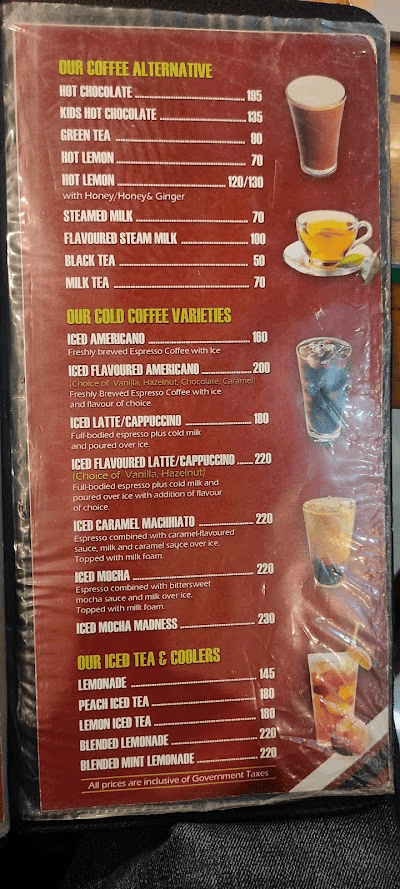 OUR COFFEE ALTERNATIVE
HOT CHOCOLATE 195
KIDS HOT CHOCOLATE 135
GREEN TEA 90
HOT LEMON 70
HOT LEMON 120/130
with Honey/Honey& Ginger
STEAMED MILK 70
FLAVOURED STEAM MILK 100
BLACK TEA 50
MILK TEA 70
OUR COLD COFFEE VARIETIES
ICED AMERICANO 160
Freshly brewed Espresso Coffee with Ice
ICED FLAVOURED AMERICANO 200
(Choice of Vanilla, Hazelnut, Chocolate, Caramel)
Freshly Brewed Espresso Coffee with ice
and flavour of choice.
ICED LATTE/CAPPUCCINO 180
Full-bodied espresso plus cold milk
and poured over ice.
ICED FLAVOURED LATTE/CAPPUCCINO 220
(Choice of Vanilla, Hazelnut)
Full-bodied espresso plus cold milk and
poured over ice with addition of flavour
of choice.
ICED CARAMEL MACHHIATO 220
Espresso combined with caramel-flavoured
sauce, milk and caramel sauce over ice.
Topped with milk foam.
ICED MOCHA 220
Espresso combined with bittersweet
mocha sauce and milk over ice.
Topped with milk foam.
ICED MOCHA MADNESS 230
OUR ICED TEA & COOLERS
LEMONADE 145
PEACH ICED TEA 180
LEMON ICED TEA 180
BLENDED LEMONADE 220
BLENDED MINT LEMONADE 220
All prices are inclusive of Government Taxes